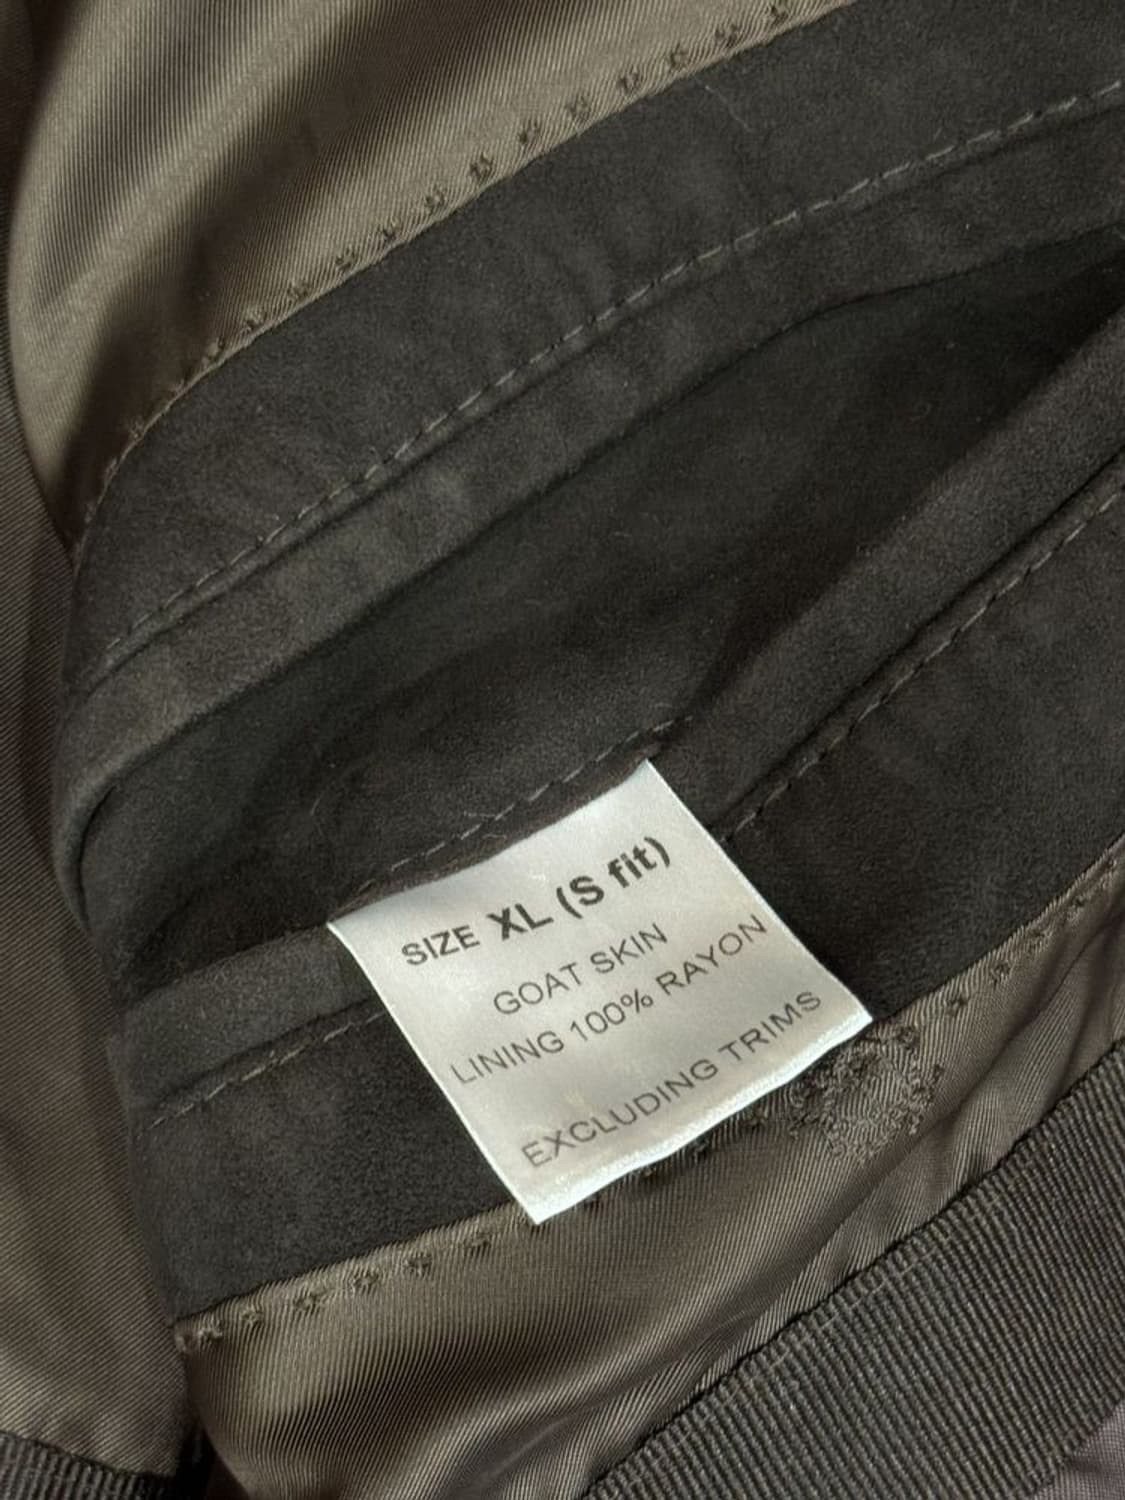 SIZE XL (S fit)
GOAT SKIN
LINING 100% RAYON
EXCLUDING TRIMS